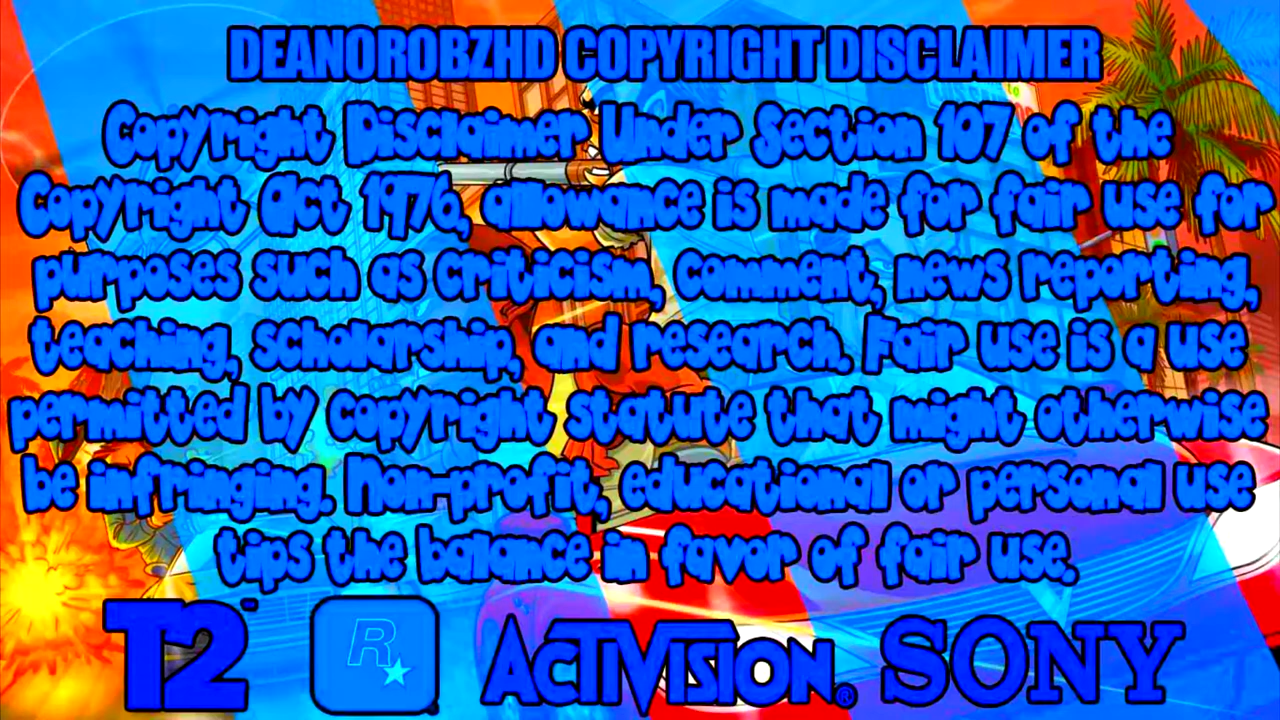 DEANOROBZHD COPYRIGHT DISCLAIMER
Copyright Disclaimer Under Section 107 of the
Copyright Act 1976, allowance is made for fair use for
purposes such as criticism, comment, news reporting,
teaching, scholarship, and research. Fair use is a use
permitted by copyright statute that might otherwise
be infringing. Non-profit, educational or personal use
tips the balance in favor of fair use.
T2 R ACTIVISION® SONY